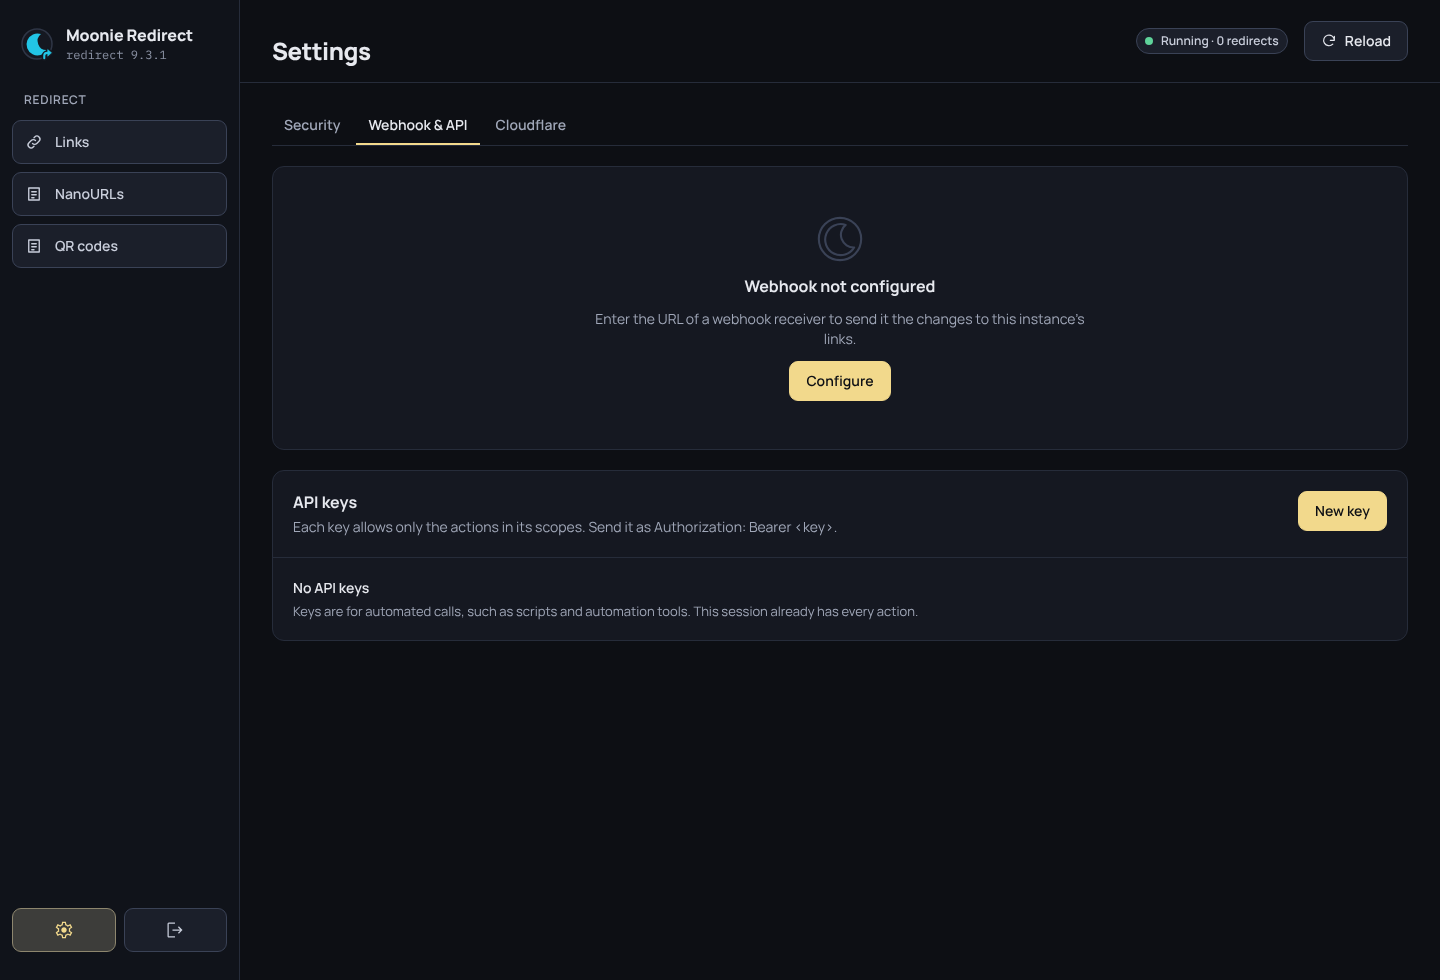 Moonie Redirect
redirect 9.3.1
REDIRECT
Links
NanoURLs
QR codes
Settings
Running · 0 redirects
Reload
Security
Webhook & API
Cloudflare
Webhook not configured
Enter the URL of a webhook receiver to send it the changes to this instance's
links.
Configure
API keys
Each key allows only the actions in its scopes. Send it as Authorization: Bearer <key>.
New key
No API keys
Keys are for automated calls, such as scripts and automation tools. This session already has every action.